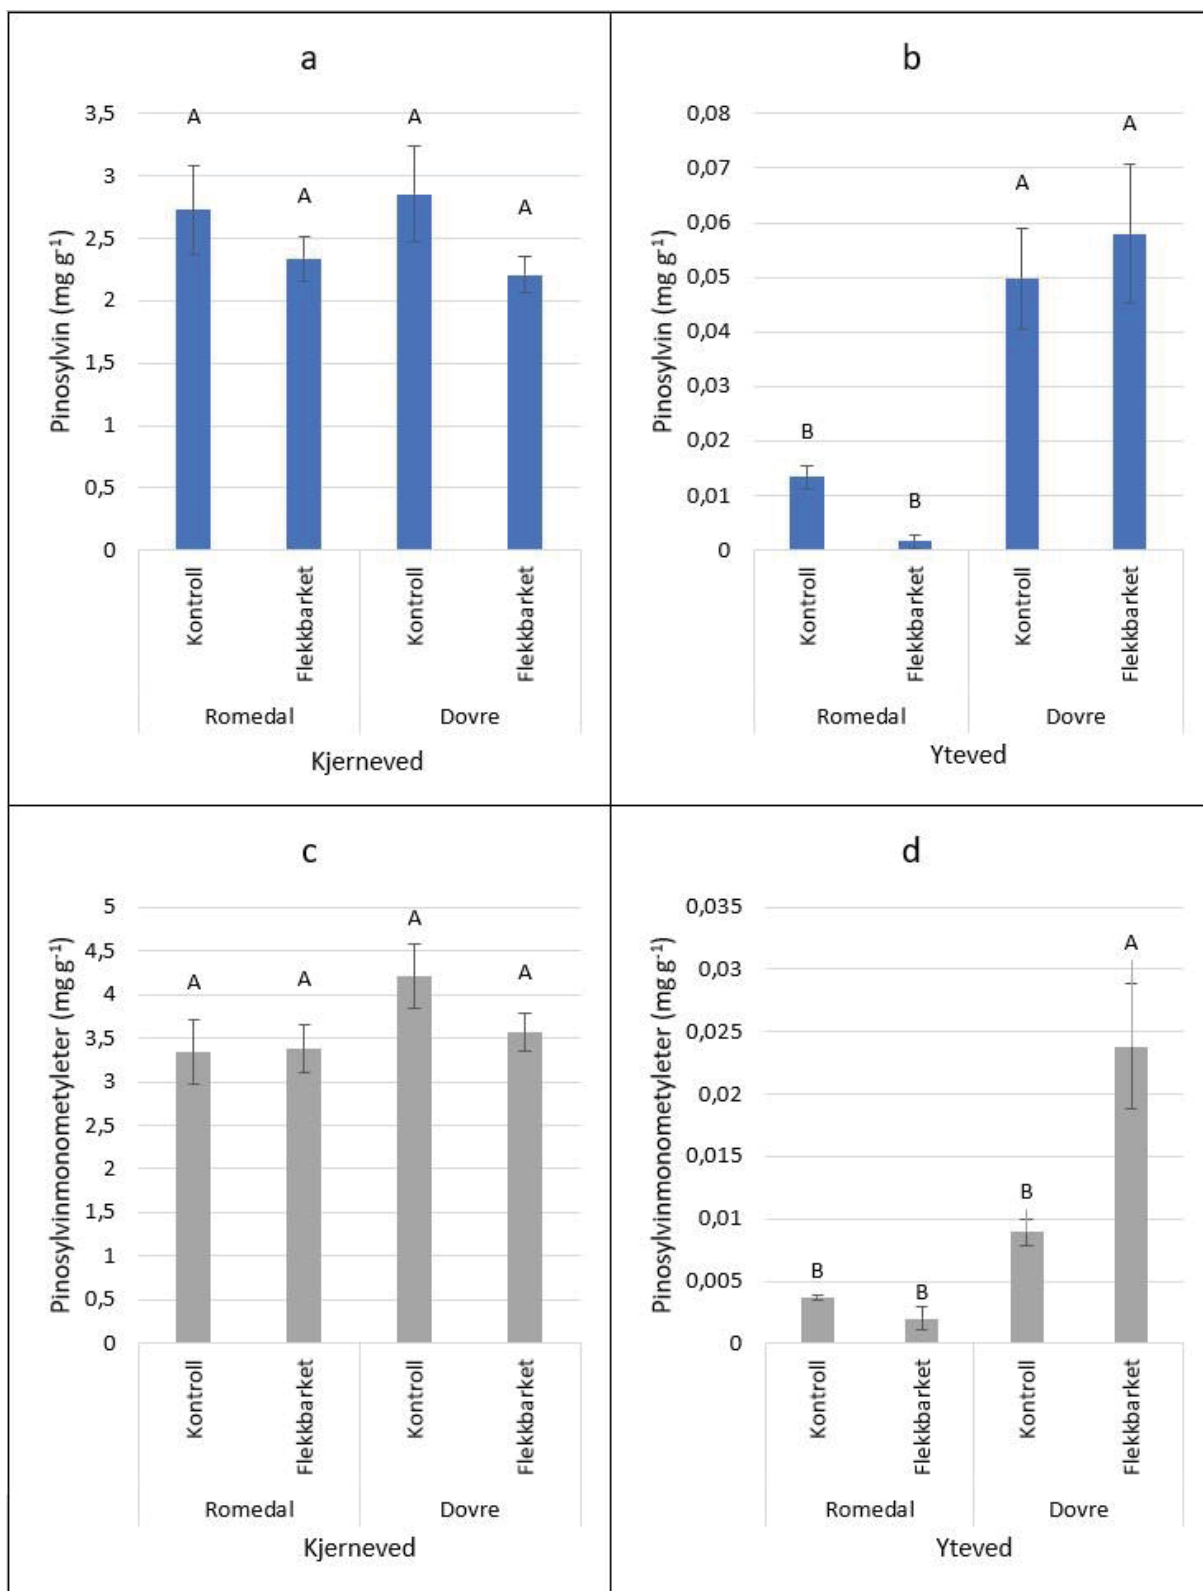 a
3,5
3
2,5
2
1,5
1
0,5
0
Pinosylvin (mg g⁻¹)
A
A
A
A
Kontroll
Flekkbarket
Kontroll
Flekkbarket
Romedal
Dovre
Kjerneved
b
0,08
0,07
0,06
0,05
0,04
0,03
0,02
0,01
0
Pinosylvin (mg g⁻¹)
B
B
A
A
Kontroll
Flekkbarket
Kontroll
Flekkbarket
Romedal
Dovre
Yteved
c
5
4,5
4
3,5
3
2,5
2
1,5
1
0,5
0
Pinosylvinmonometyleter (mg g⁻¹)
A
A
A
A
Kontroll
Flekkbarket
Kontroll
Flekkbarket
Romedal
Dovre
Kjerneved
d
0,035
0,03
0,025
0,02
0,015
0,01
0,005
0
Pinosylvinmonometyleter (mg g⁻¹)
B
B
B
A
Kontroll
Flekkbarket
Kontroll
Flekkbarket
Romedal
Dovre
Yteved